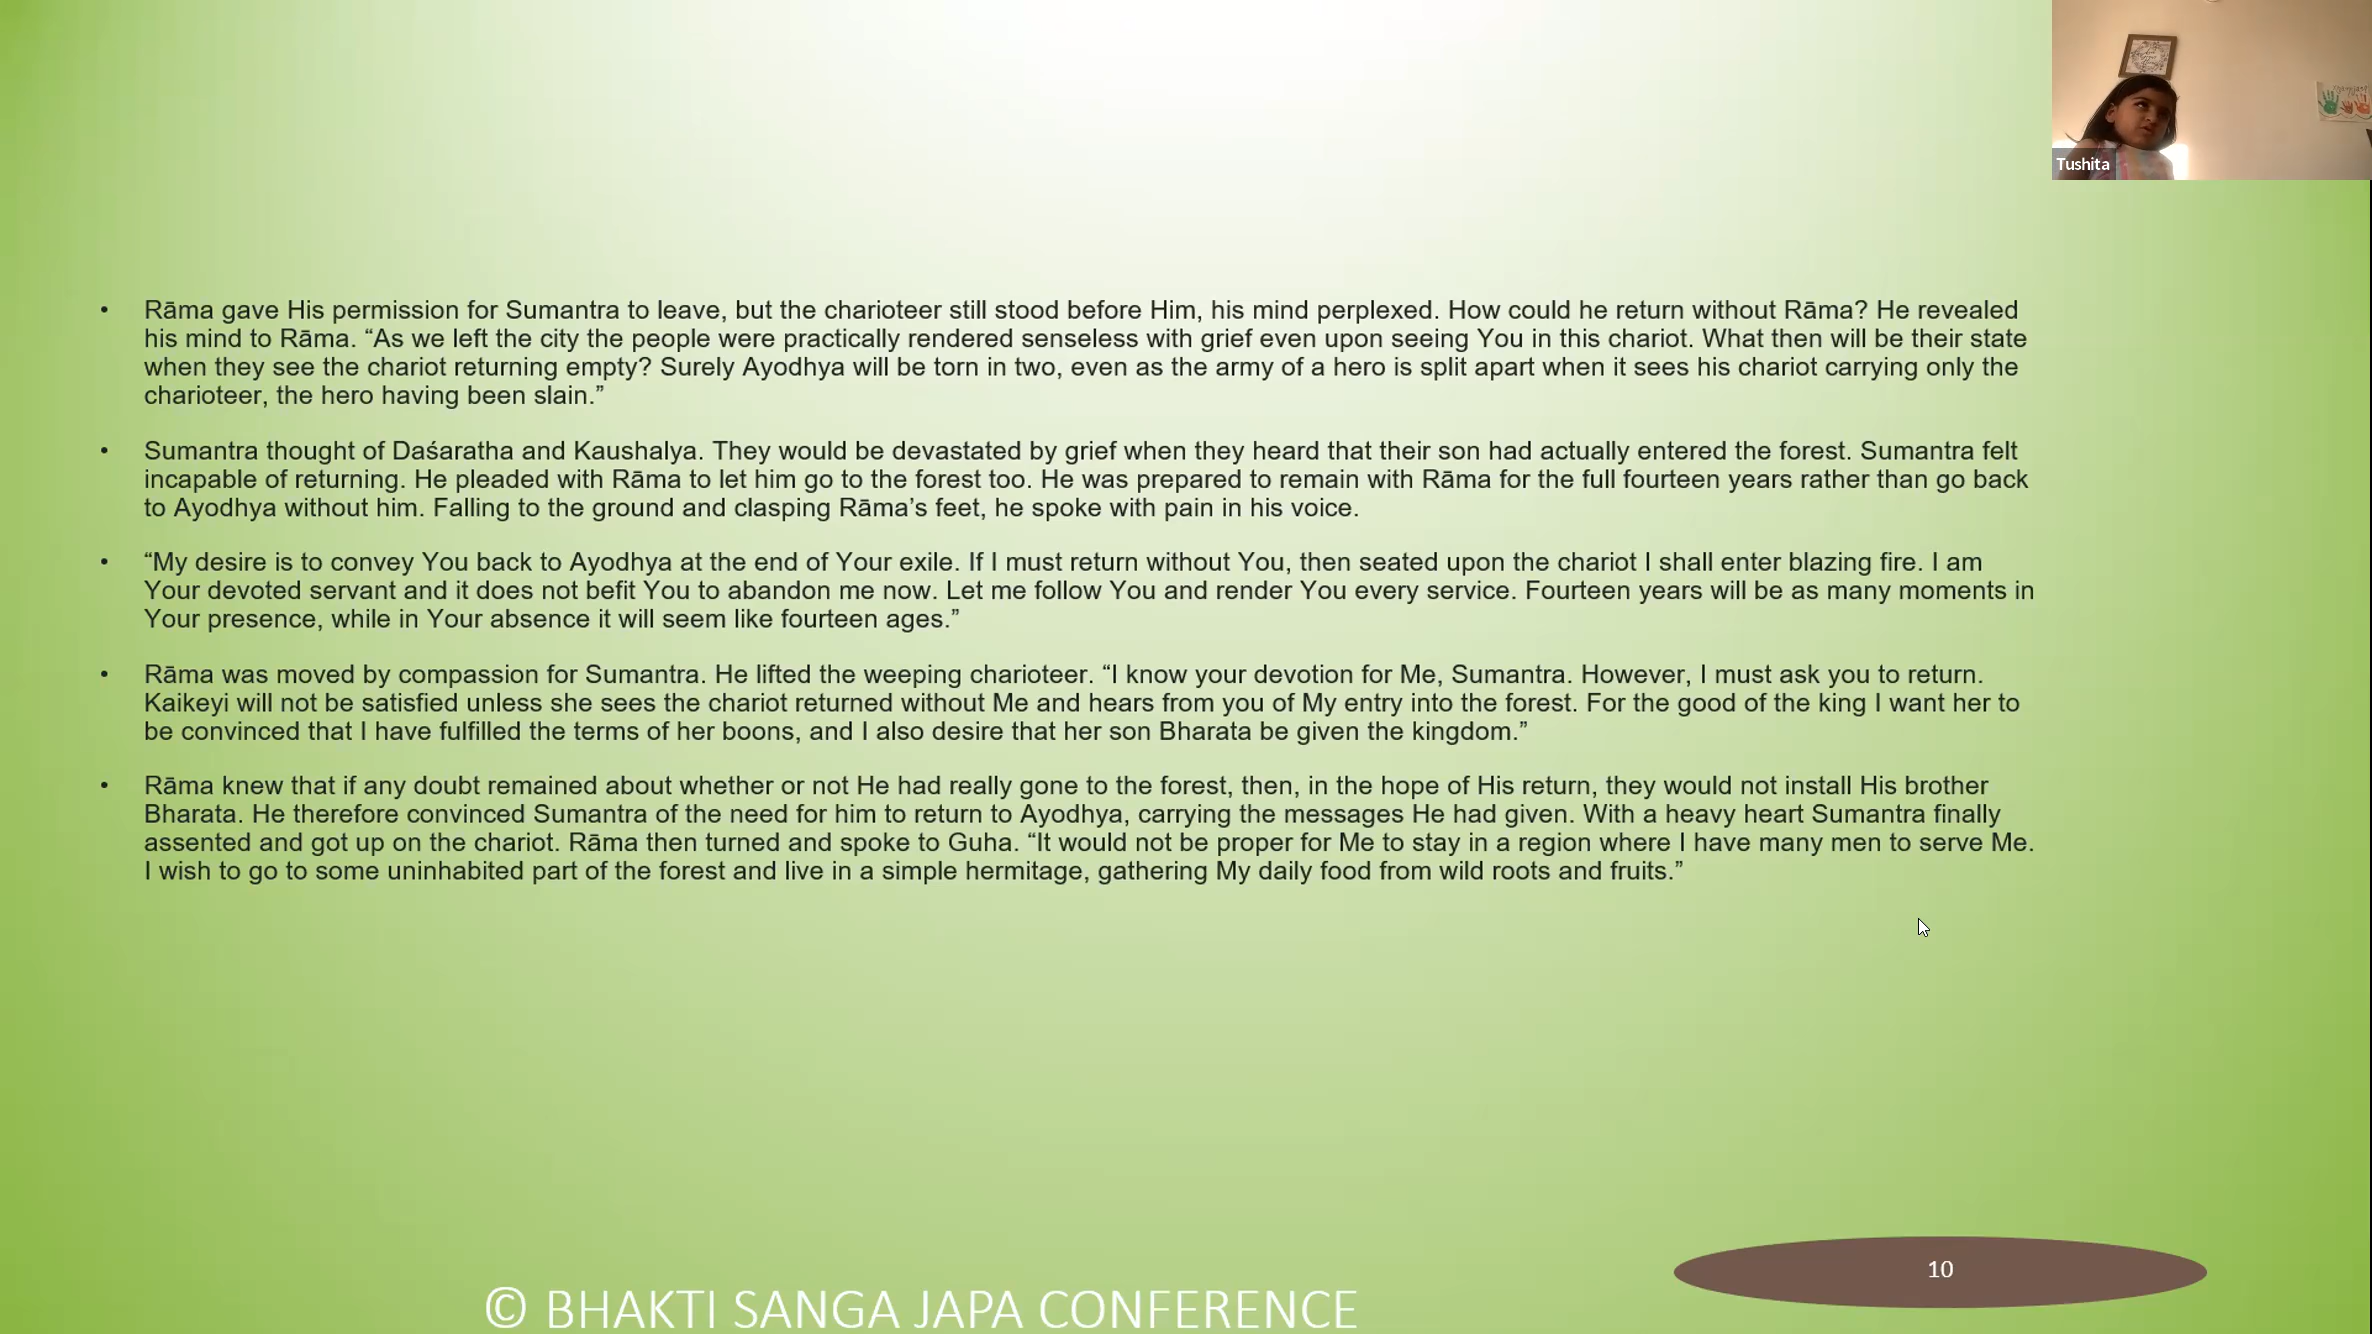 Tushita
• Rāma gave His permission for Sumantra to leave, but the charioteer still stood before Him, his mind perplexed. How could he return without Rāma? He revealed
his mind to Rāma. “As we left the city the people were practically rendered senseless with grief even upon seeing You in this chariot. What then will be their state
when they see the chariot returning empty? Surely Ayodhya will be torn in two, even as the army of a hero is split apart when it sees his chariot carrying only the
charioteer, the hero having been slain.”
• Sumantra thought of Daśaratha and Kaushalya. They would be devastated by grief when they heard that their son had actually entered the forest. Sumantra felt
incapable of returning. He pleaded with Rāma to let him go to the forest too. He was prepared to remain with Rāma for the full fourteen years rather than go back
to Ayodhya without him. Falling to the ground and clasping Rāma’s feet, he spoke with pain in his voice.
• “My desire is to convey You back to Ayodhya at the end of Your exile. If I must return without You, then seated upon the chariot I shall enter blazing fire. I am
Your devoted servant and it does not befit You to abandon me now. Let me follow You and render You every service. Fourteen years will be as many moments in
Your presence, while in Your absence it will seem like fourteen ages.”
• Rāma was moved by compassion for Sumantra. He lifted the weeping charioteer. “I know your devotion for Me, Sumantra. However, I must ask you to return.
Kaikeyi will not be satisfied unless she sees the chariot returned without Me and hears from you of My entry into the forest. For the good of the king I want her to
be convinced that I have fulfilled the terms of her boons, and I also desire that her son Bharata be given the kingdom.”
• Rāma knew that if any doubt remained about whether or not He had really gone to the forest, then, in the hope of His return, they would not install His brother
Bharata. He therefore convinced Sumantra of the need for him to return to Ayodhya, carrying the messages He had given. With a heavy heart Sumantra finally
assented and got up on the chariot. Rāma then turned and spoke to Guha. “It would not be proper for Me to stay in a region where I have many men to serve Me.
I wish to go to some uninhabited part of the forest and live in a simple hermitage, gathering My daily food from wild roots and fruits.”
10
© BHAKTI SANGA JAPA CONFERENCE